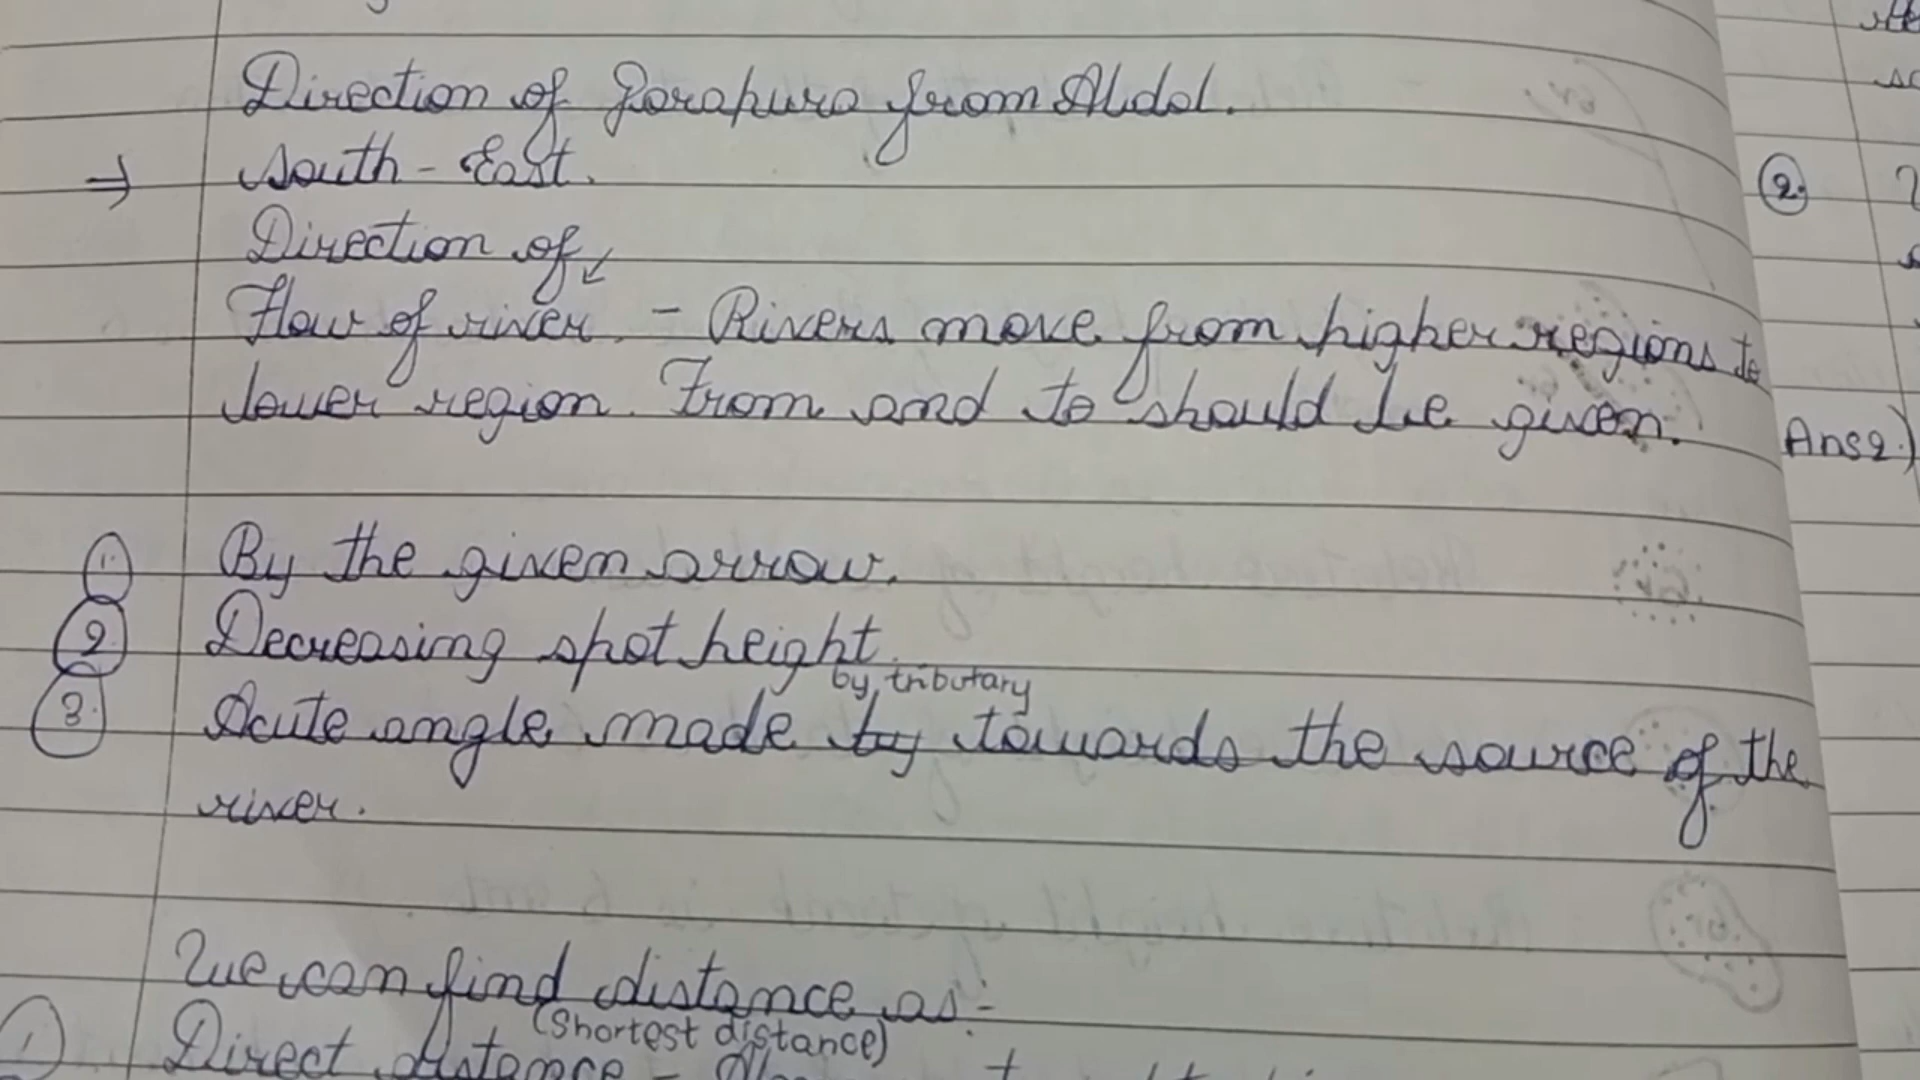 Direction of Jorapura from Aldol.
⇒ South-East.
Direction of ↙
Flow of river. - Rivers move from higher regions to
lower region. From and to should be given.
① By the given arrow.
② Decreasing spot height.
by tributary
③ Acute angle made by towards the source of the
river.
We can find distance as:-
(Shortest distance)
① Direct distance -
②
Ans2.)